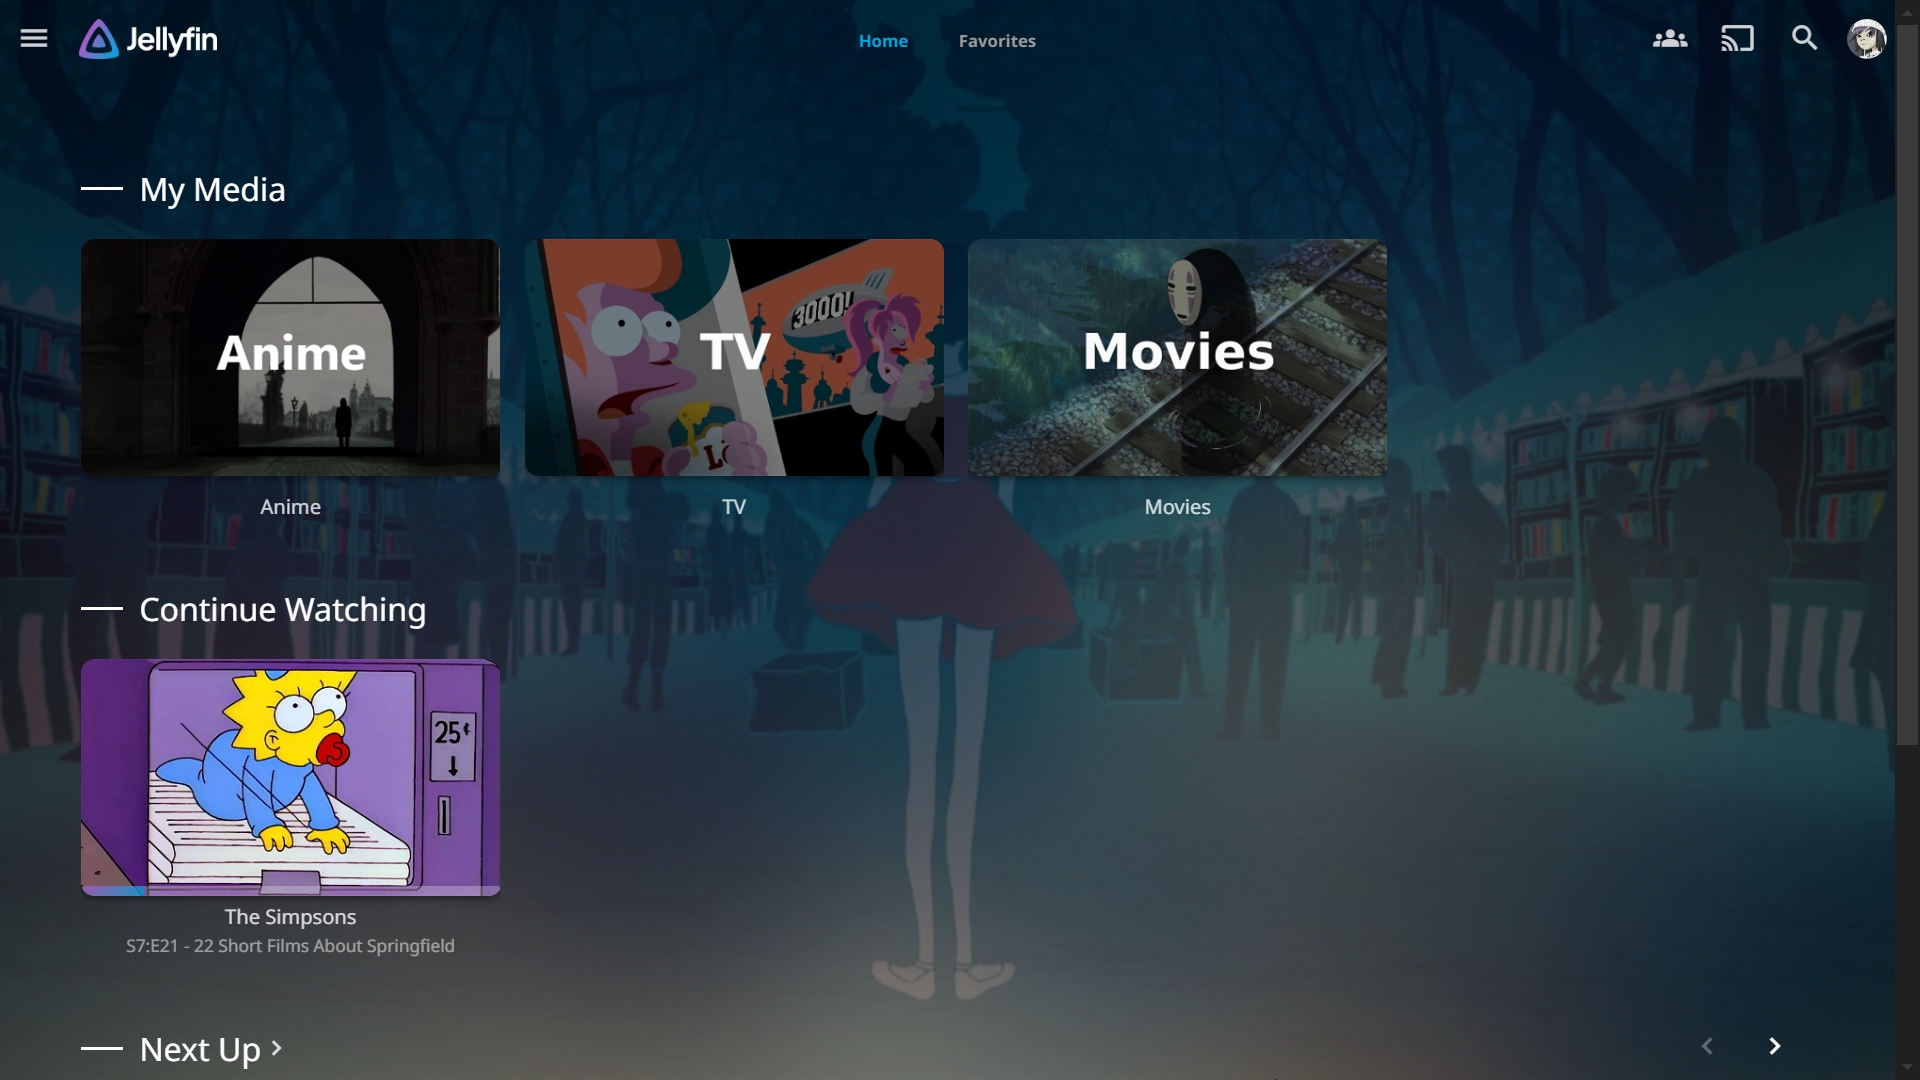 Jellyfin
Home
Favorites
My Media
Anime
TV
3000!
Movies
Anime
TV
Movies
Continue Watching
25¢
The Simpsons
S7:E21 - 22 Short Films About Springfield
Next Up